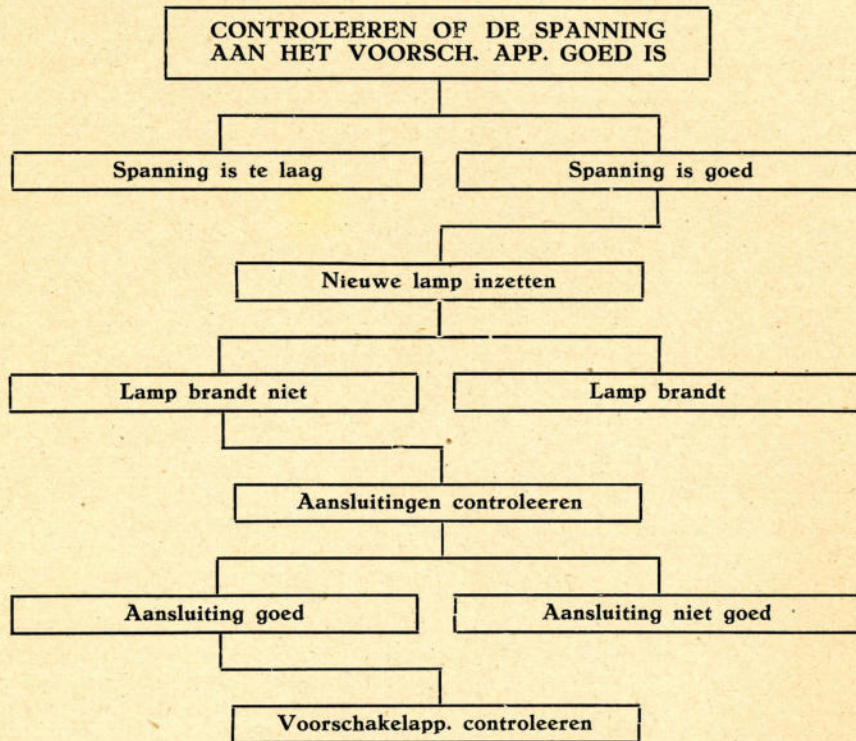 CONTROLEEREN OF DE SPANNING
AAN HET VOORSCH. APP. GOED IS
Spanning is te laag
Spanning is goed
Nieuwe lamp inzetten
Lamp brandt niet
Lamp brandt
Aansluitingen controleeren
Aansluiting goed
Aansluiting niet goed
Voorschakelapp. controleeren